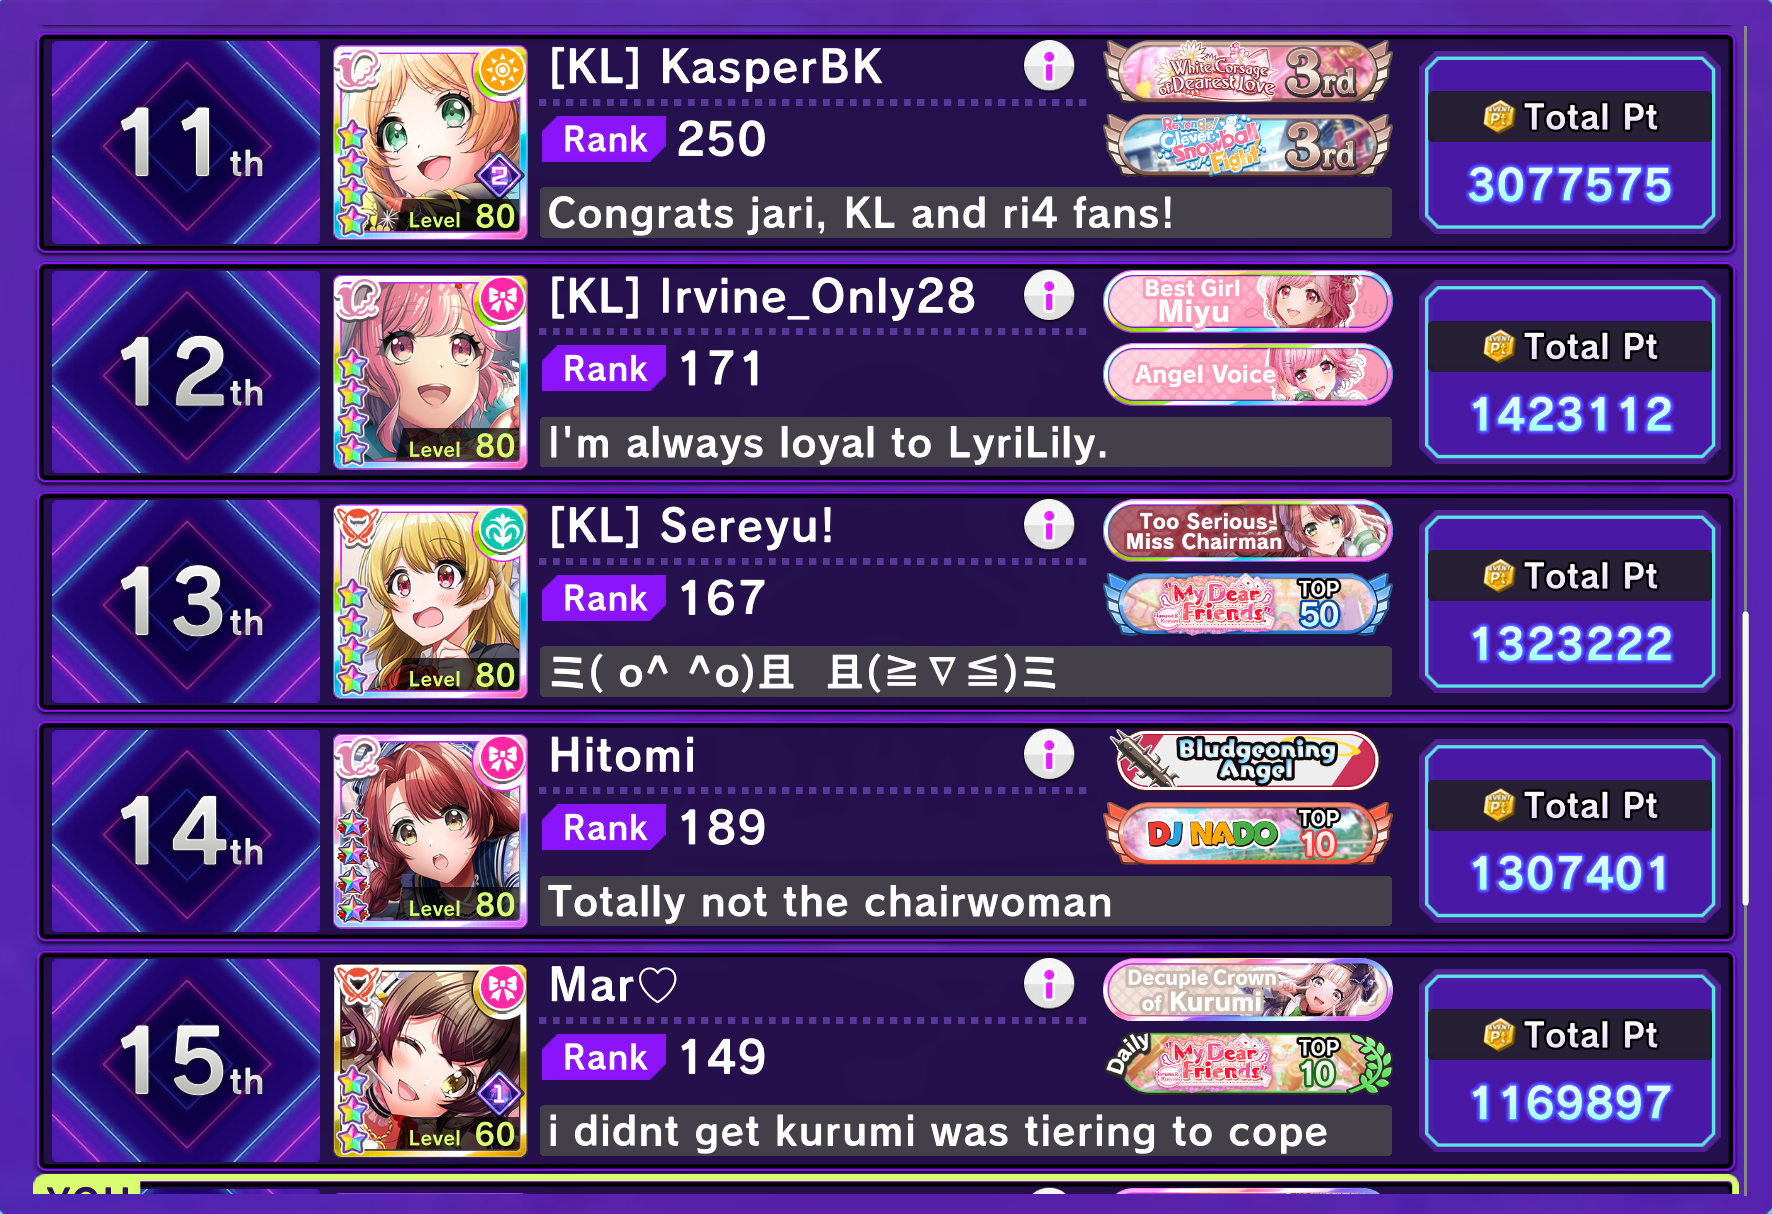 11th
[KL] KasperBK
Rank 250
Congrats jari, KL and ri4 fans!
Level 80
2
White Corsage
of Dearest Love
3rd
Revenge!
Clever
Snowball
Fight
3rd
Total Pt
3077575
12th
[KL] Irvine_Only28
Rank 171
I'm always loyal to LyriLily.
Level 80
Best Girl
Miyu
Angel Voice
Total Pt
1423112
13th
[KL] Sereyu!
Rank 167
三( o^ ^o)且 且(≧▽≦)三
Level 80
Too Serious
Miss Chairman
"My Dear
Friends"
TOP
50
Total Pt
1323222
14th
Hitomi
Rank 189
Totally not the chairwoman
Level 80
Bludgeoning
Angel
DJ NADO
TOP
10
Total Pt
1307401
15th
Mar♡
Rank 149
i didnt get kurumi was tiering to cope
Level 60
1
Decuple Crown
of Kurumi
Daily
"My Dear
Friends"
TOP
10
Total Pt
1169897
YOU